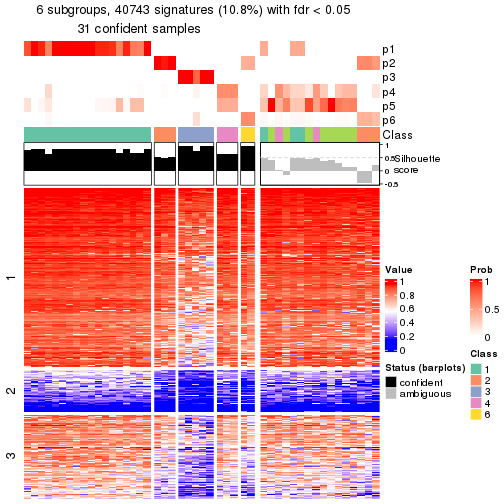 6 subgroups, 40743 signatures (10.8%) with fdr < 0.05
31 confident samples
p1
p2
p3
p4
p5
p6
Class
1
0.5
0
-0.5
Silhouette
score
1
2
3
Value
1
0.8
0.6
0.4
0.2
0
Status (barplots)
confident
ambiguous
Prob
1
0.5
0
Class
1
2
3
4
6